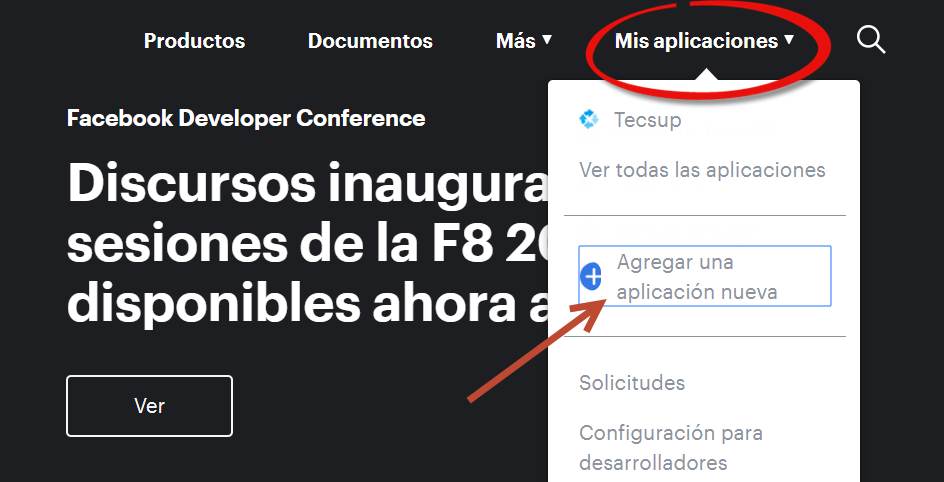 Productos
Documentos
Más
Mis aplicaciones
Facebook Developer Conference
Discursos inaugura
sesiones de la F8 20
disponibles ahora a
Ver
Tecsup
Ver todas las aplicaciones
Agregar una
aplicación nueva
Solicitudes
Configuración para
desarrolladores